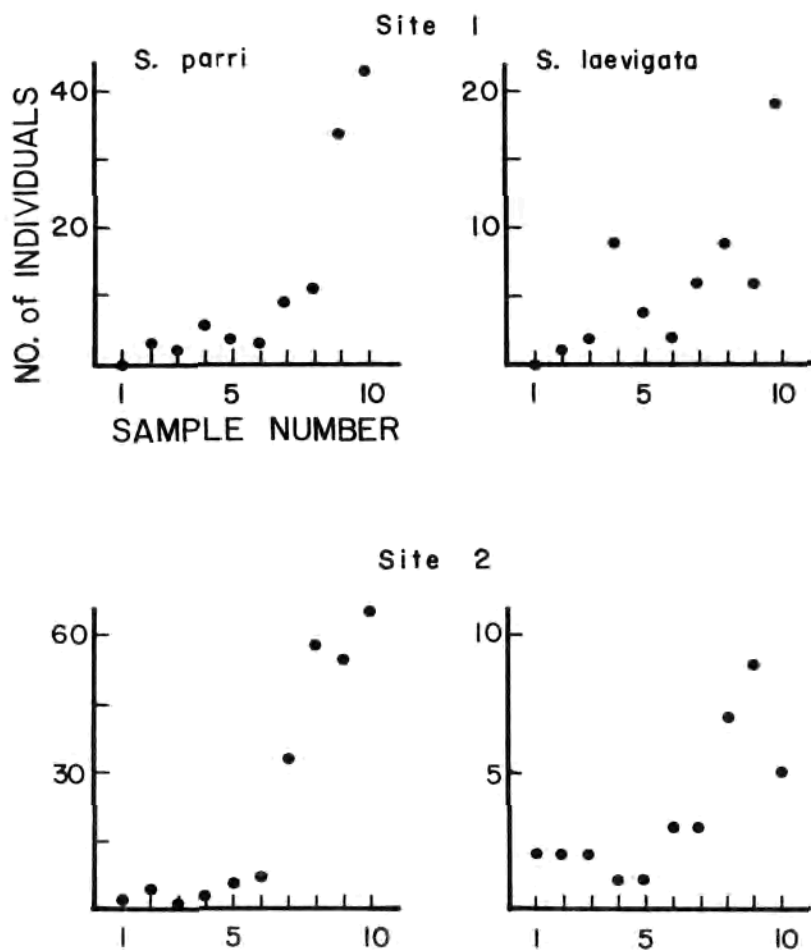 Site 1
S. parri
S. laevigata
NO. of INDIVIDUALS
40
20
20
10
1 5 10
1 5 10
SAMPLE NUMBER
Site 2
60
30
10
5
1 5 10
1 5 10